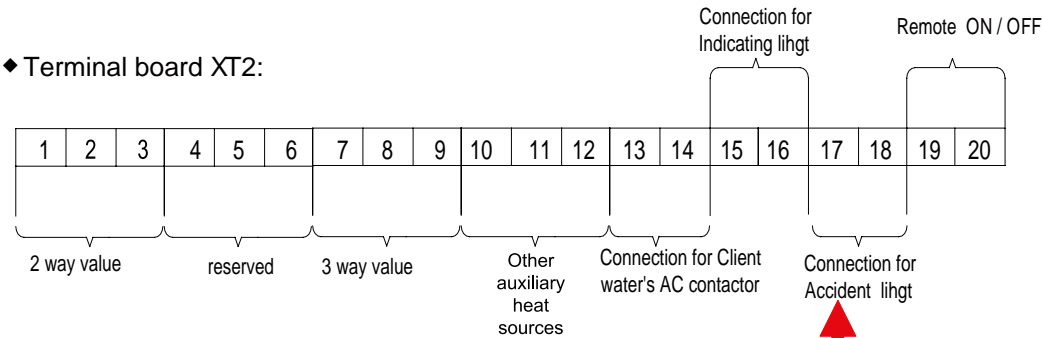 Connection for
Indicating lihgt
Remote ON / OFF
◆ Terminal board XT2:
1 2 3 4 5 6 7 8 9 10 11 12 13 14 15 16 17 18 19 20
2 way value
reserved
3 way value
Other
auxiliary
heat
sources
Connection for Client
water's AC contactor
Connection for
Accident lihgt